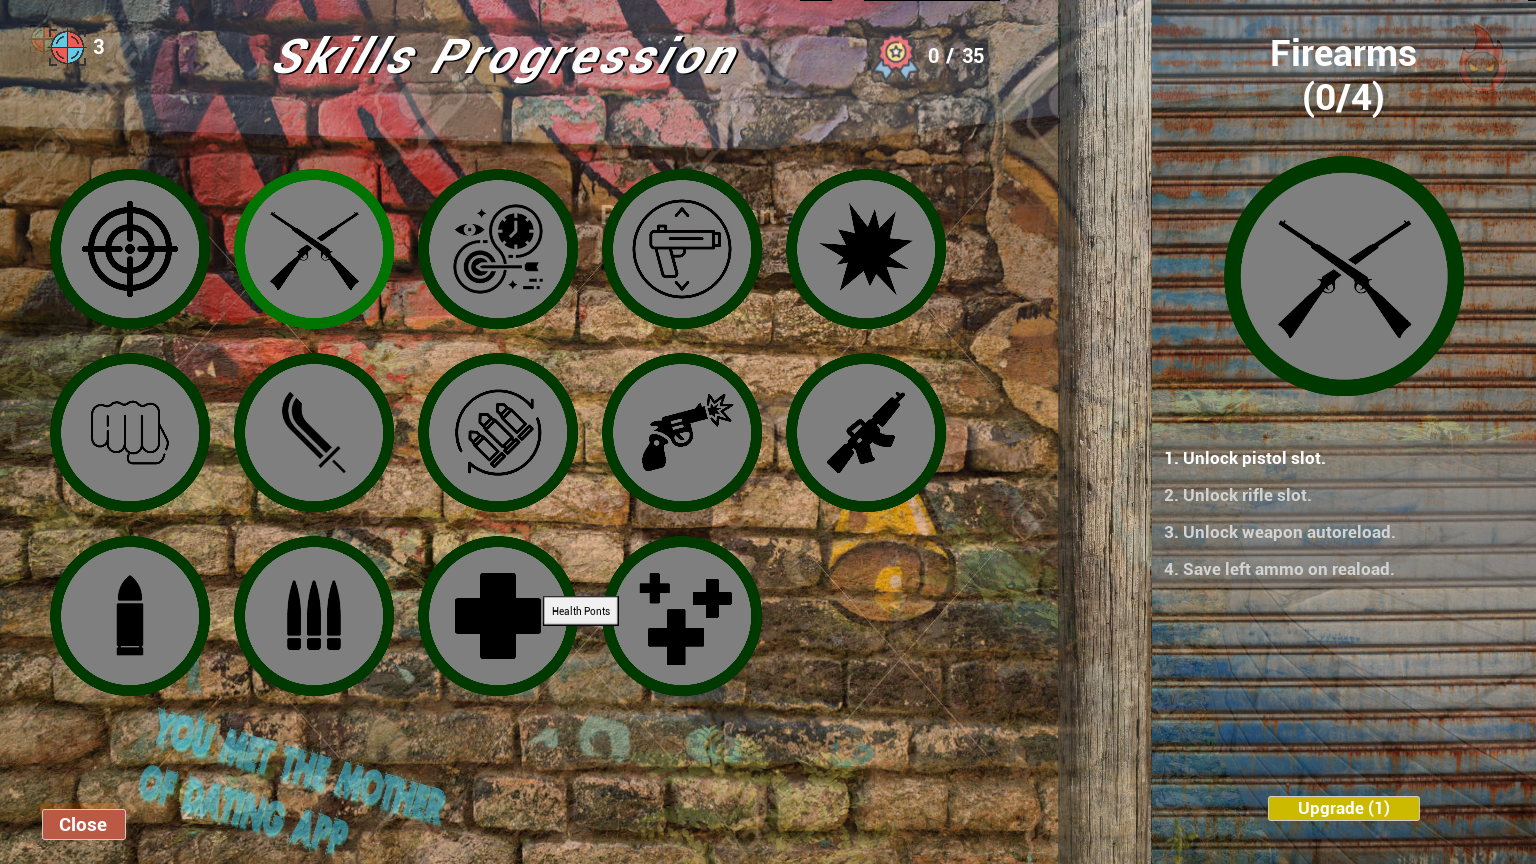 3
Skills Progression
0 / 35
Firearms
(0/4)
1. Unlock pistol slot.
2. Unlock rifle slot.
3. Unlock weapon autoreload.
4. Save left ammo on reaload.
Health Ponts
YOU MET THE MOTHER
OF DATING APP
Close
Upgrade (1)